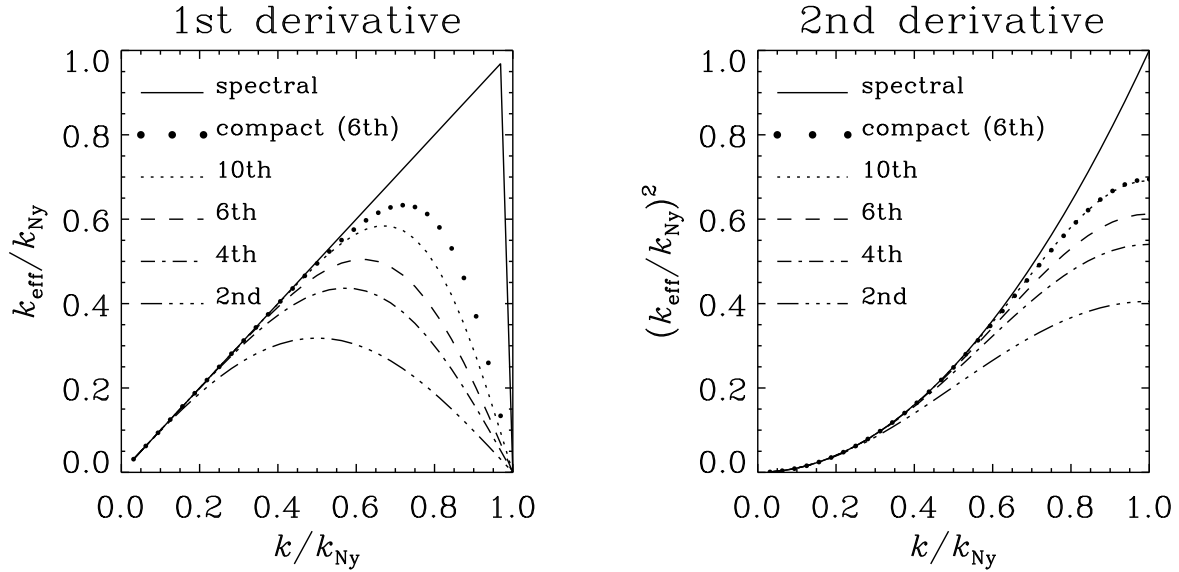 1st derivative
1.0
0.8
0.6
0.4
0.2
0.0
k_eff/k_Ny
spectral
compact (6th)
10th
6th
4th
2nd
0.0 0.2 0.4 0.6 0.8 1.0
k/k_Ny
2nd derivative
1.0
0.8
0.6
0.4
0.2
0.0
(k_eff/k_Ny)²
spectral
compact (6th)
10th
6th
4th
2nd
0.0 0.2 0.4 0.6 0.8 1.0
k/k_Ny